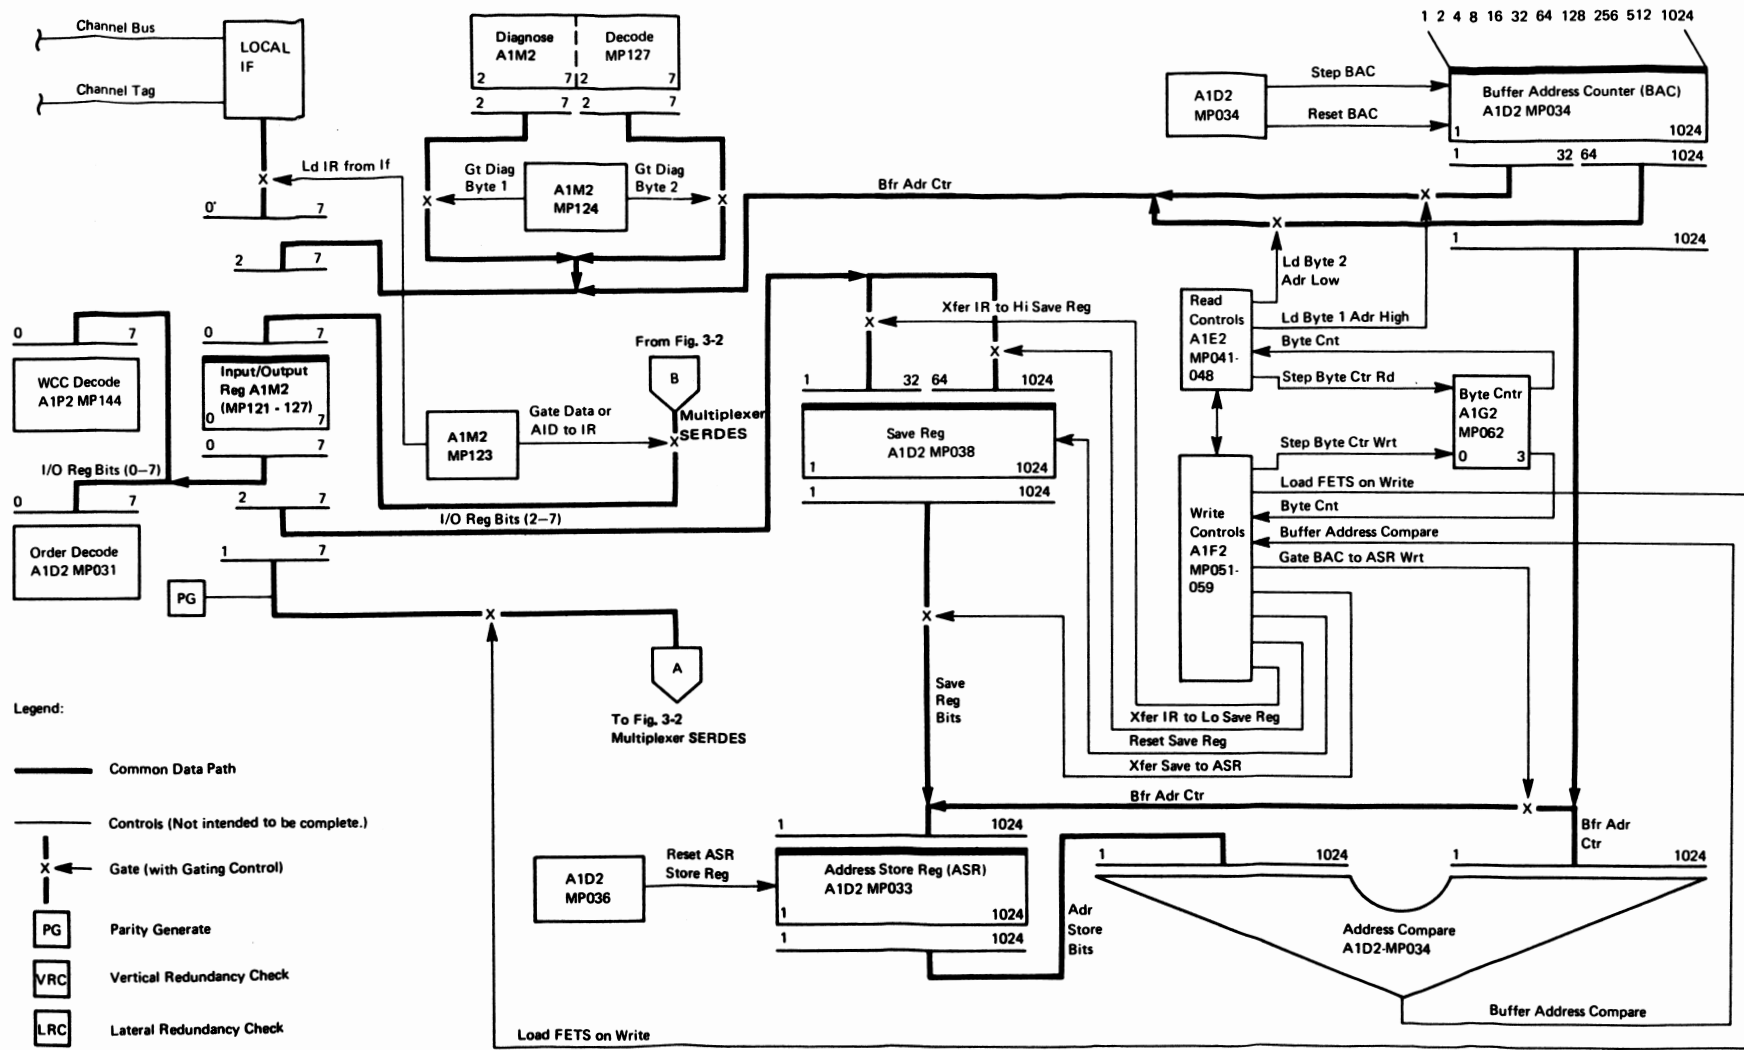 1 2 4 8 16 32 64 128 256 512 1024
Channel Bus
Channel Tag
LOCAL
IF
Diagnose
A1M2
2 7
Decode
MP127
2 7
2 7 2 7
A1D2
MP034
Step BAC
Reset BAC
Buffer Address Counter (BAC)
A1D2 MP034
1 1024
1 32 64 1024
Ld IR from If
X
0 7
Gt Diag
Byte 1
X
A1M2
MP124
Gt Diag
Byte 2
X
Bfr Adr Ctr
X
X
1 1024
2 7
Ld Byte 2
Adr Low
Xfer IR to Hi Save Reg
X
X
Read
Controls
A1E2
MP041-
048
Ld Byte 1 Adr High
Byte Cnt
Step Byte Ctr Rd
Byte Cntr
A1G2
MP062
0 3
0 7
WCC Decode
A1P2 MP144
0 7
Input/Output
Reg A1M2
(MP121 - 127)
0 7
0 7
From Fig. 3-2
B
Multiplexer
SERDES
A1M2
MP123
Gate Data or
AID to IR
X
1 32 64 1024
Save Reg
A1D2 MP038
1 1024
1 1024
I/O Reg Bits (0–7)
0 7
Order Decode
A1D2 MP031
2 7
I/O Reg Bits (2–7)
Step Byte Ctr Wrt
Load FETS on Write
Byte Cnt
Buffer Address Compare
Gate BAC to ASR Wrt
Write
Controls
A1F2
MP051-
059
1 7
PG
X
X
A
To Fig. 3-2
Multiplexer SERDES
Save
Reg
Bits
Xfer IR to Lo Save Reg
Reset Save Reg
Xfer Save to ASR
Bfr Adr Ctr
X
Bfr Adr
Ctr
Legend:
Common Data Path
Controls (Not intended to be complete.)
X
Gate (with Gating Control)
PG
Parity Generate
VRC
Vertical Redundancy Check
LRC
Lateral Redundancy Check
A1D2
MP036
Reset ASR
Store Reg
1 1024
Address Store Reg (ASR)
A1D2 MP033
1 1024
1 1024
Adr
Store
Bits
1 1024
1 1024
Address Compare
A1D2-MP034
Buffer Address Compare
Load FETS on Write